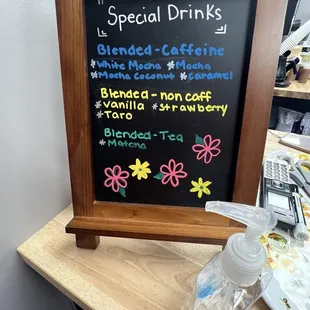 Special Drinks
Blended-Caffeine
*White Mocha *Mocha
*Mocha Coconut *Caramel
Blended-non caff
*vanilla *strawberry
*Taro
Blended-Tea
*Matcha